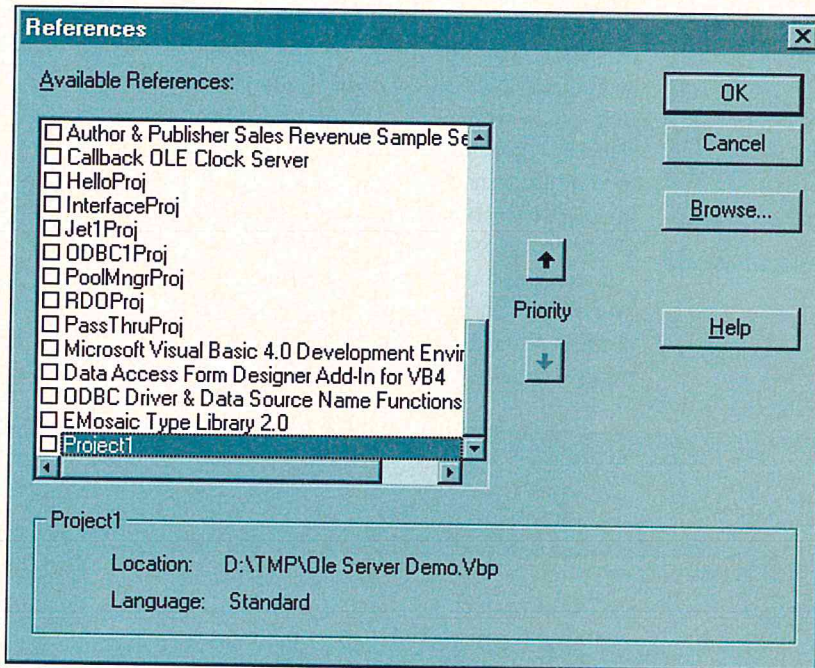 References
Available References:
Author & Publisher Sales Revenue Sample Se
Callback OLE Clock Server
HelloProj
InterfaceProj
Jet1Proj
ODBC1Proj
PoolMngrProj
RDOProj
PassThruProj
Microsoft Visual Basic 4.0 Development Envir
Data Access Form Designer Add-In for VB4
ODBC Driver & Data Source Name Functions
EMosaic Type Library 2.0
Project1
Priority
OK
Cancel
Browse...
Help
Project1
Location: D:\TMP\Ole Server Demo.Vbp
Language: Standard